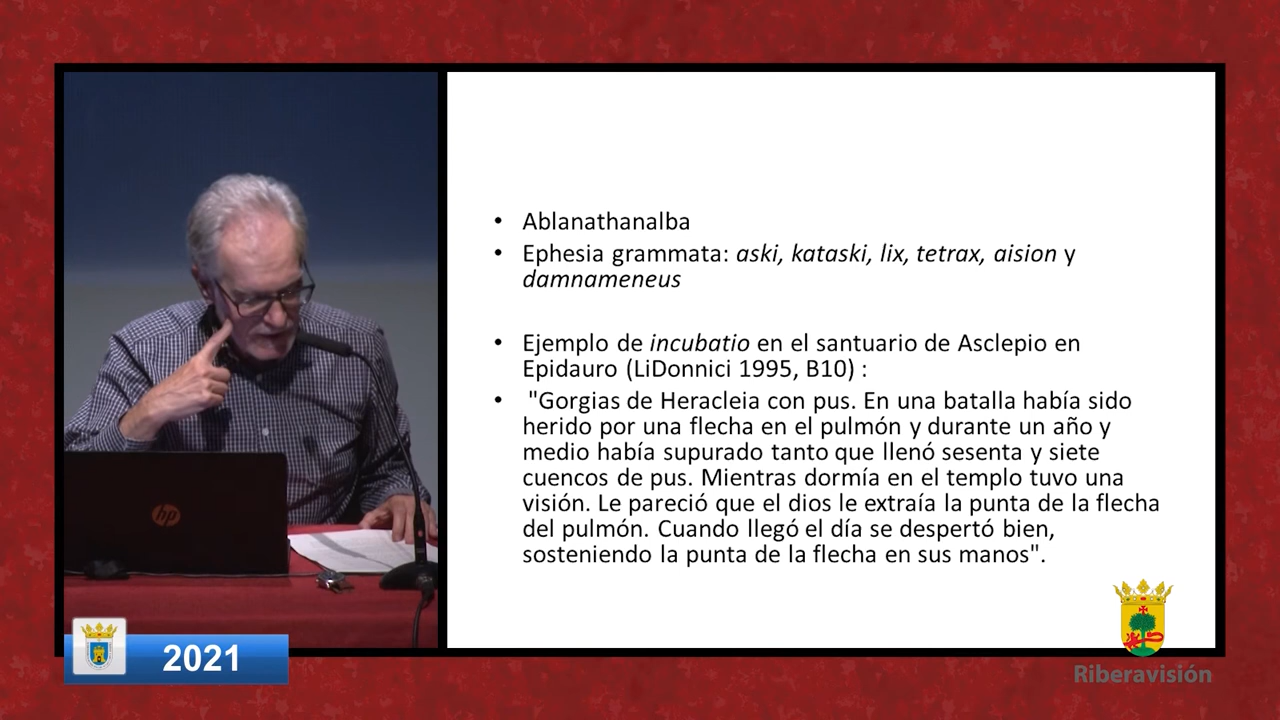 • Ablanathanalba
• Ephesia grammata: aski, kataski, lix, tetrax, aision y
damnameneus
• Ejemplo de incubatio en el santuario de Asclepio en
Epidauro (LiDonnici 1995, B10) :
• "Gorgias de Heracleia con pus. En una batalla había sido
herido por una flecha en el pulmón y durante un año y
medio había supurado tanto que llenó sesenta y siete
cuencos de pus. Mientras dormía en el templo tuvo una
visión. Le pareció que el dios le extraía la punta de la flecha
del pulmón. Cuando llegó el día se despertó bien,
sosteniendo la punta de la flecha en sus manos".
hp
2021
Riberavisión